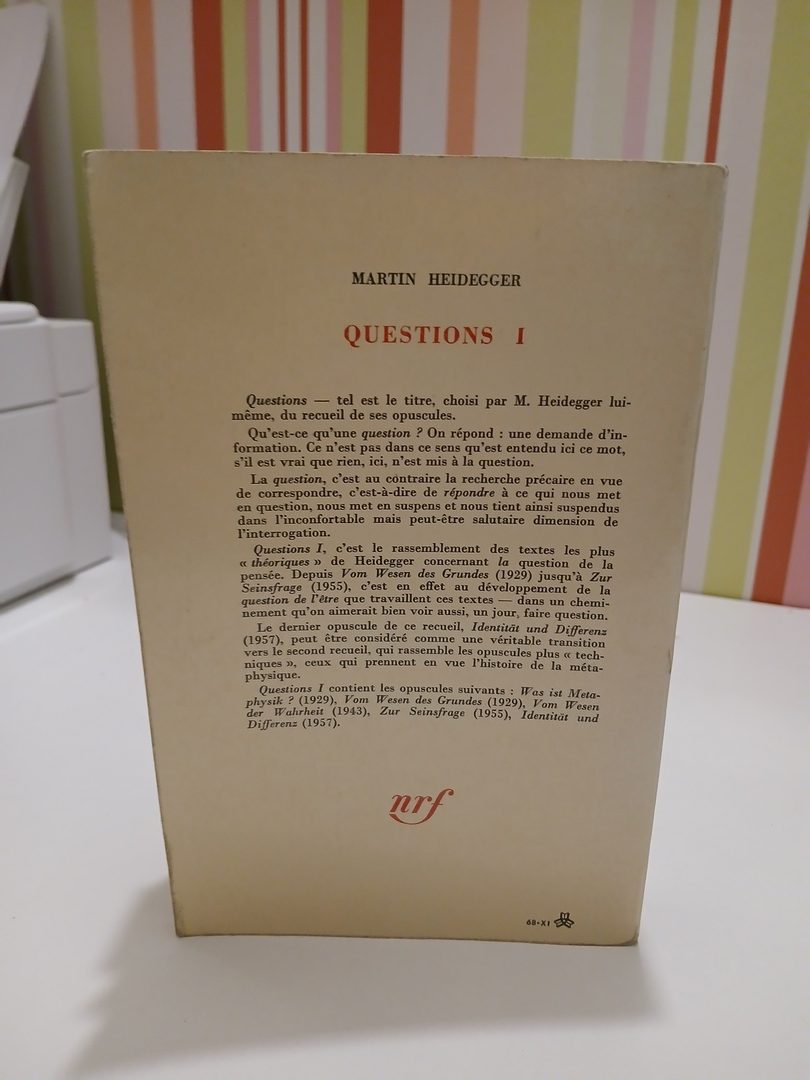 MARTIN HEIDEGGER
QUESTIONS I
Questions — tel est le titre, choisi par M. Heidegger lui-
même, du recueil de ses opuscules.
Qu'est-ce qu'une question ? On répond : une demande d'in-
formation. Ce n'est pas dans ce sens qu'est entendu ici ce mot,
s'il est vrai que rien, ici, n'est mis à la question.
La question, c'est au contraire la recherche précaire en vue
de correspondre, c'est-à-dire de répondre à ce qui nous met
en question, nous met en suspens et nous tient ainsi suspendus
dans l'inconfortable mais peut-être salutaire dimension de
l'interrogation.
Questions I, c'est le rassemblement des textes les plus
« théoriques » de Heidegger concernant la question de la
pensée. Depuis Vom Wesen des Grundes (1929) jusqu'à Zur
Seinsfrage (1955), c'est en effet au développement de la
question de l'être que travaillent ces textes — dans un chemi-
nement qu'on aimerait bien voir aussi, un jour, faire question.
Le dernier opuscule de ce recueil, Identität und Differenz
(1957), peut être considéré comme une véritable transition
vers le second recueil, qui rassemble les opuscules plus « tech-
niques », ceux qui prennent en vue l'histoire de la méta-
physique.
Questions I contient les opuscules suivants : Was ist Meta-
physik ? (1929), Vom Wesen des Grundes (1929), Vom Wesen
der Wahrheit (1943), Zur Seinsfrage (1955), Identität und
Differenz (1957).
nrf
68-XI